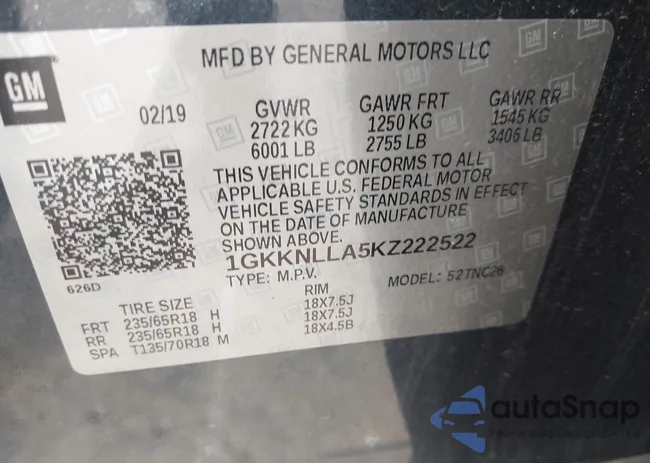 GM
MFD BY GENERAL MOTORS LLC
02/19 GVWR GAWR FRT GAWR RR
2722 KG 1250 KG 1545 KG
6001 LB 2755 LB 3406 LB
THIS VEHICLE CONFORMS TO ALL
APPLICABLE U.S. FEDERAL MOTOR
VEHICLE SAFETY STANDARDS IN EFFECT
ON THE DATE OF MANUFACTURE
SHOWN ABOVE.
1GKKNLLA5KZ222522
626D TYPE: M.P.V. MODEL: 52TNC26
TIRE SIZE RIM
FRT 235/65R18 H 18X7.5J
RR 235/65R18 H 18X7.5J
SPA T135/70R18 M 18X4.5B
autaSnap